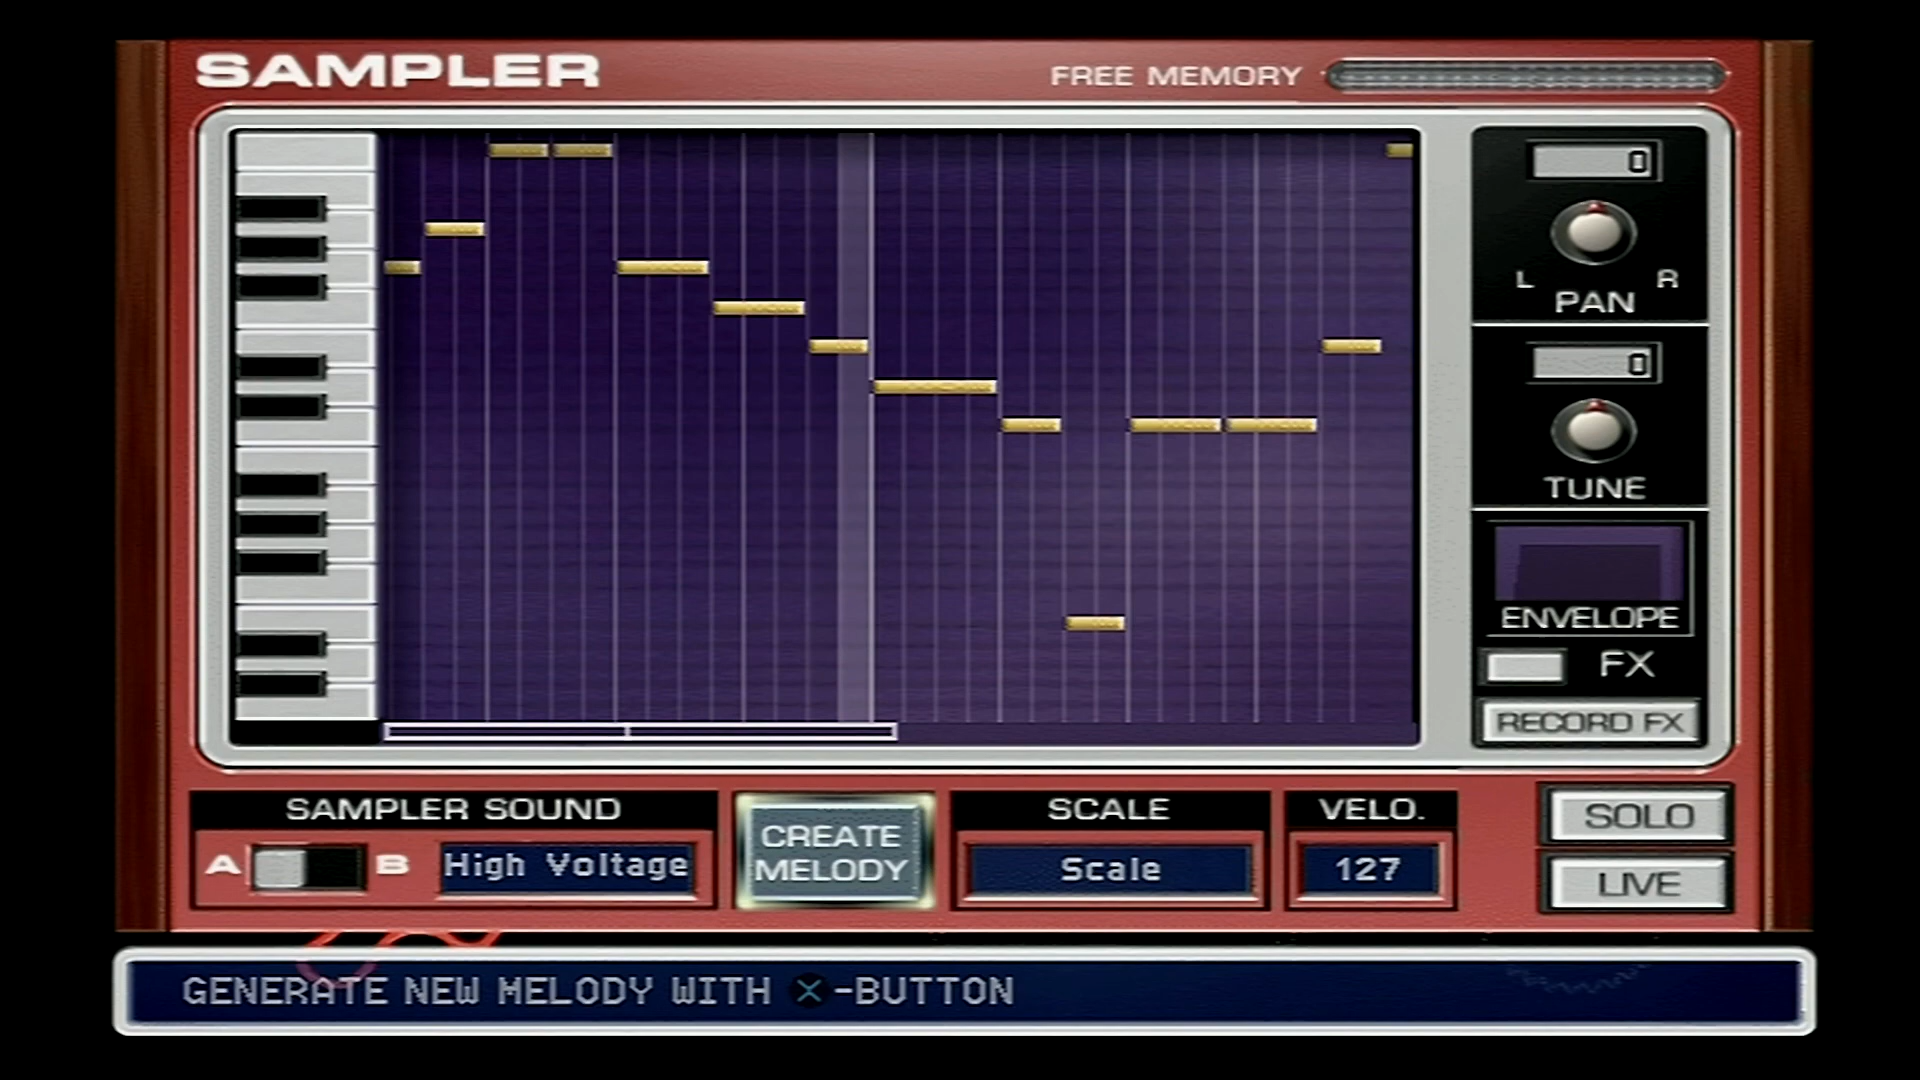 SAMPLER
FREE MEMORY
0
L R
PAN
0
TUNE
ENVELOPE
FX
RECORD FX
SAMPLER SOUND
A B High Voltage
CREATE
MELODY
SCALE
Scale
VELO.
127
SOLO
LIVE
GENERATE NEW MELODY WITH X-BUTTON